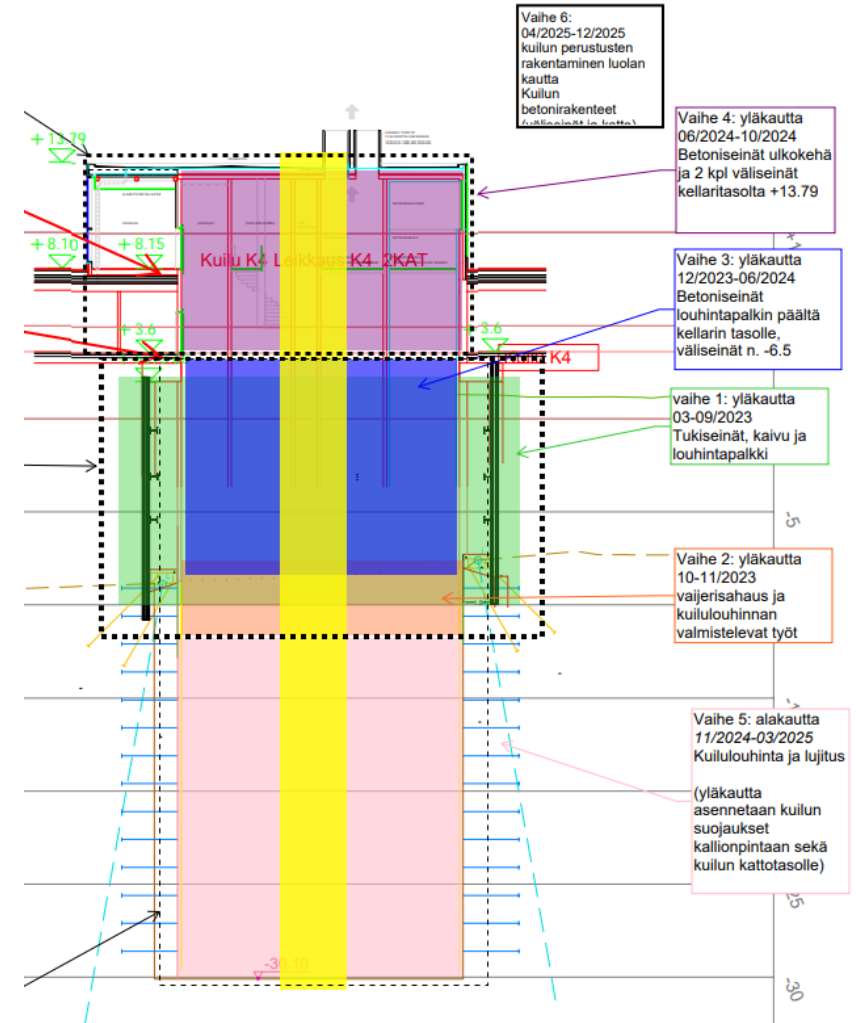 Vaihe 6:
04/2025-12/2025
kuilun perustusten
rakentaminen luolan
kautta
Kuilun
betonirakenteet
(väliseinät ja katto)
Vaihe 4: yläkautta
06/2024-10/2024
Betoniseinät ulkokehä
ja 2 kpl väliseinät
kellaritasolta +13.79
+13.79
+8.10
+8.15
Kuilu K4 Leikkaus K4- 2KAT
Vaihe 3: yläkautta
12/2023-06/2024
Betoniseinät
louhintapalkin päältä
kellarin tasolle,
väliseinät n. -6.5
+3.6
3.6
K4
vaihe 1: yläkautta
03-09/2023
Tukiseinät, kaivu ja
louhintapalkki
-5
Vaihe 2: yläkautta
10-11/2023
vaijerisahaus ja
kuilulouhinnan
valmistelevat työt
Vaihe 5: alakautta
11/2024-03/2025
Kuilulouhinta ja lujitus
(yläkautta
asennetaan kuilun
suojaukset
kallionpintaan sekä
kuilun kattotasolle)
-30.10
-30